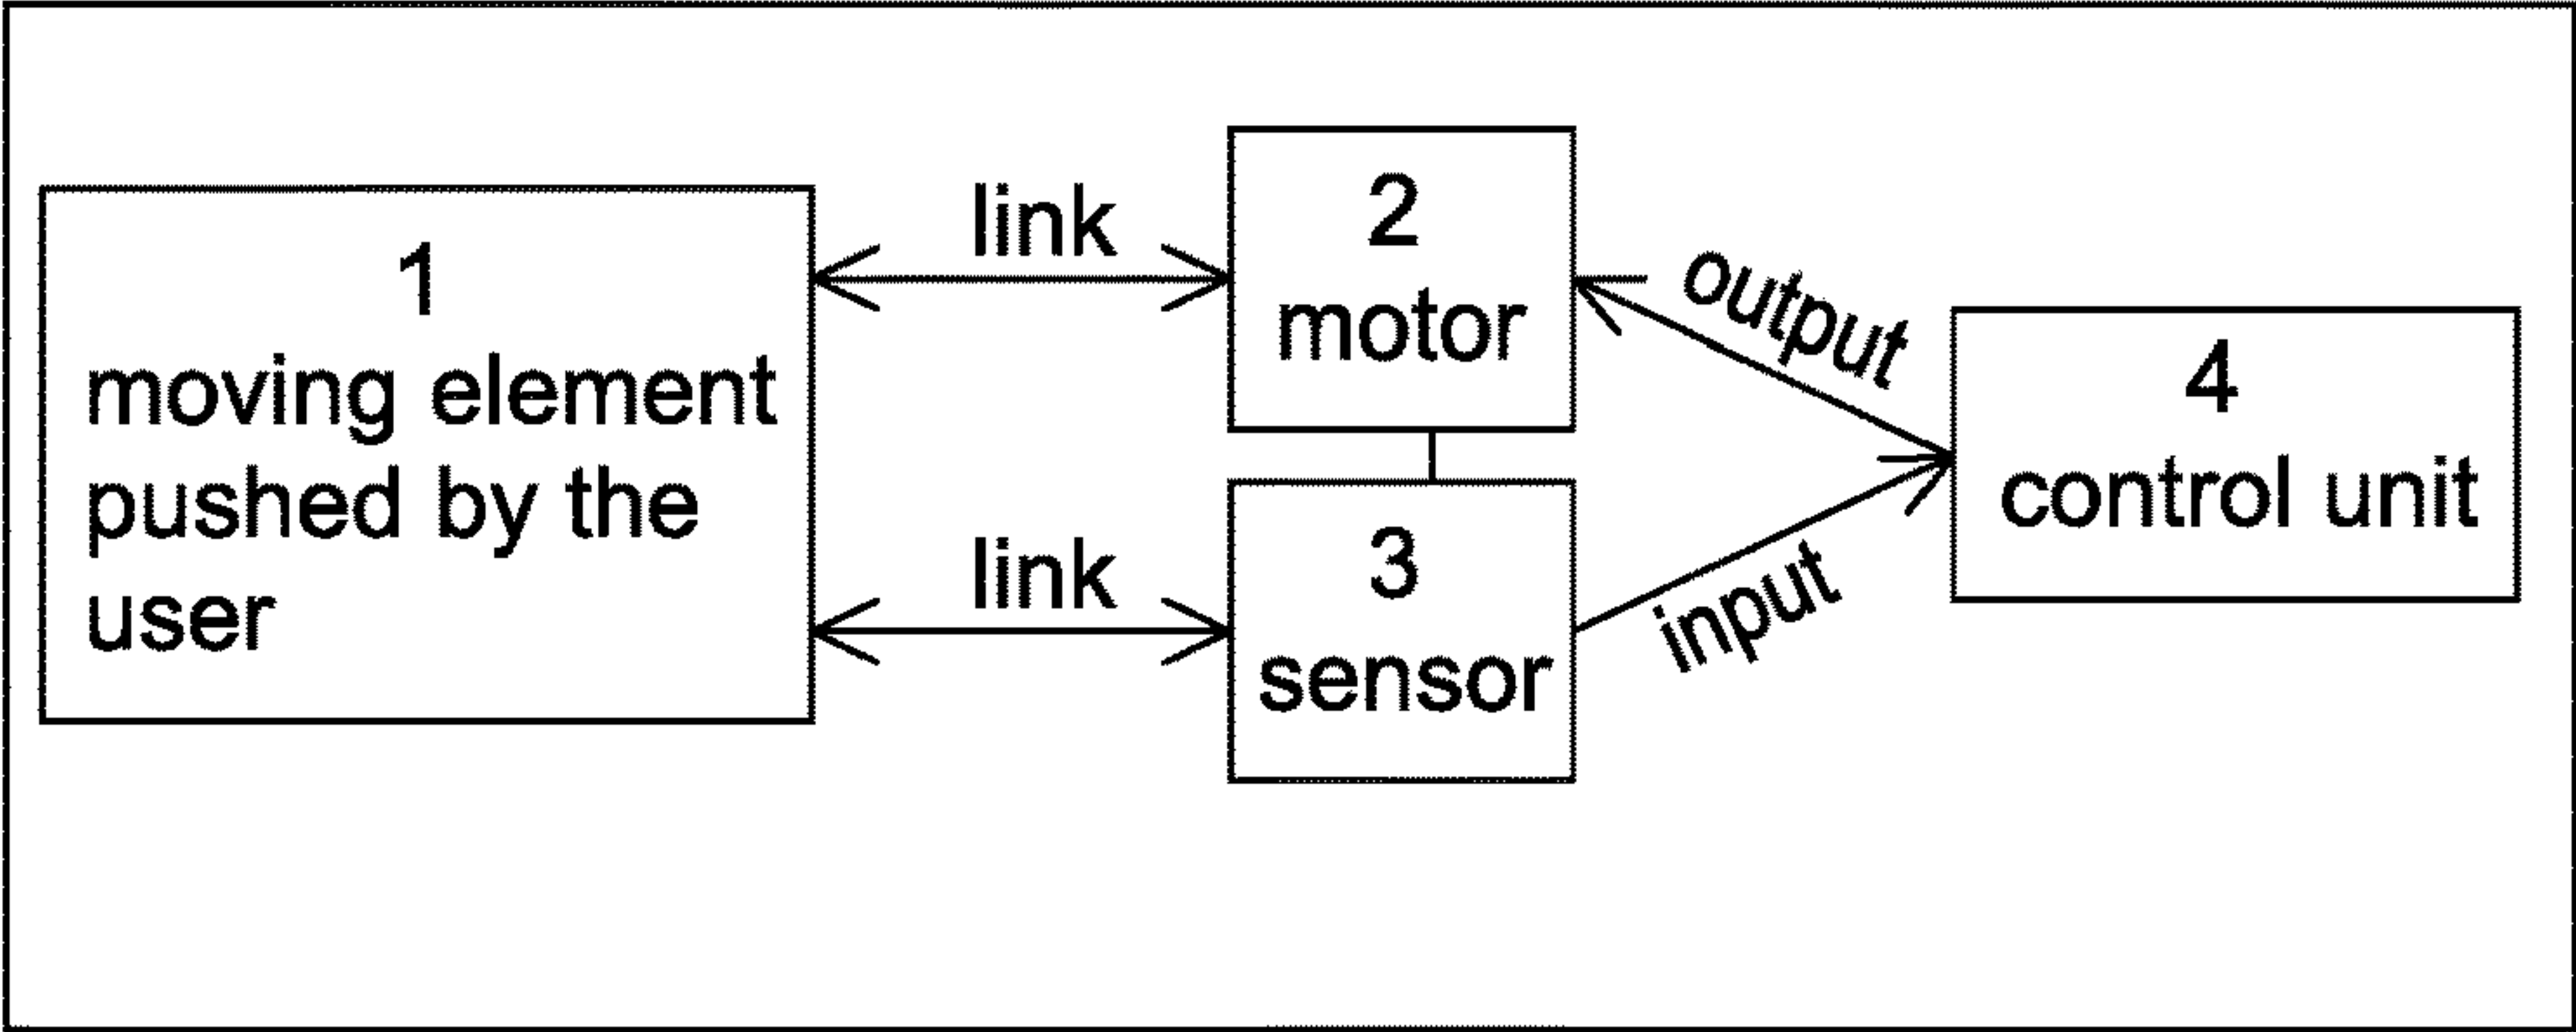 1
moving element
pushed by the
user
link
link
2
motor
3
sensor
output
input
4
control unit